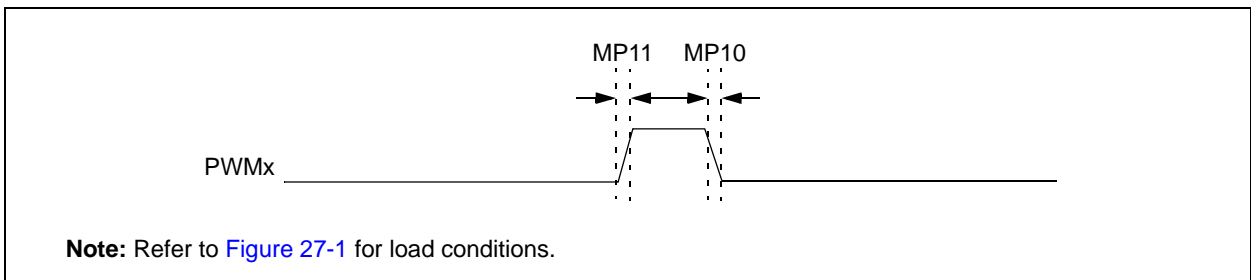 MP11 MP10
PWMx
Note: Refer to Figure 27-1 for load conditions.